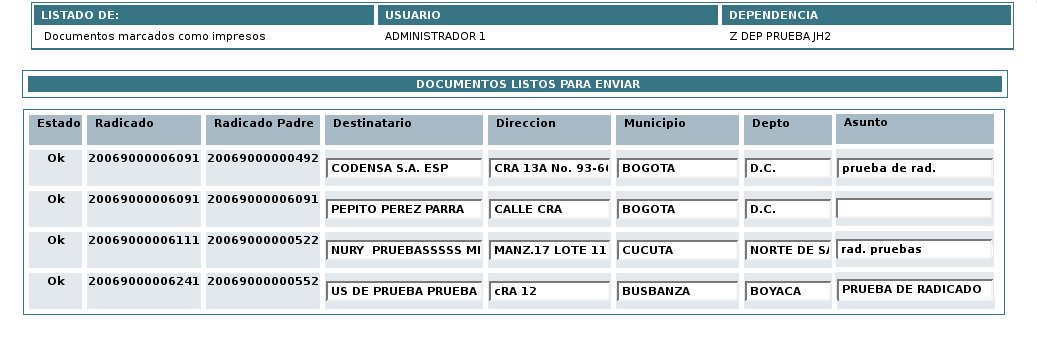 LISTADO DE: USUARIO DEPENDENCIA
Documentos marcados como impresos ADMINISTRADOR 1 Z DEP PRUEBA JH2
DOCUMENTOS LISTOS PARA ENVIAR
Estado Radicado Radicado Padre Destinatario Direccion Municipio Depto Asunto
Ok 20069000006091 20069000000492 CODENSA S.A. ESP CRA 13A No. 93-6 BOGOTA D.C. prueba de rad.
Ok 20069000006091 20069000006091 PEPITO PEREZ PARRA CALLE CRA BOGOTA D.C.
Ok 20069000006111 20069000000522 NURY PRUEBASSSSS MANZ.17 LOTE 11 CUCUTA NORTE DE rad. pruebas
Ok 20069000006241 20069000000552 US DE PRUEBA PRUEBA cRA 12 BUSBANZA BOYACA PRUEBA DE RADICADO